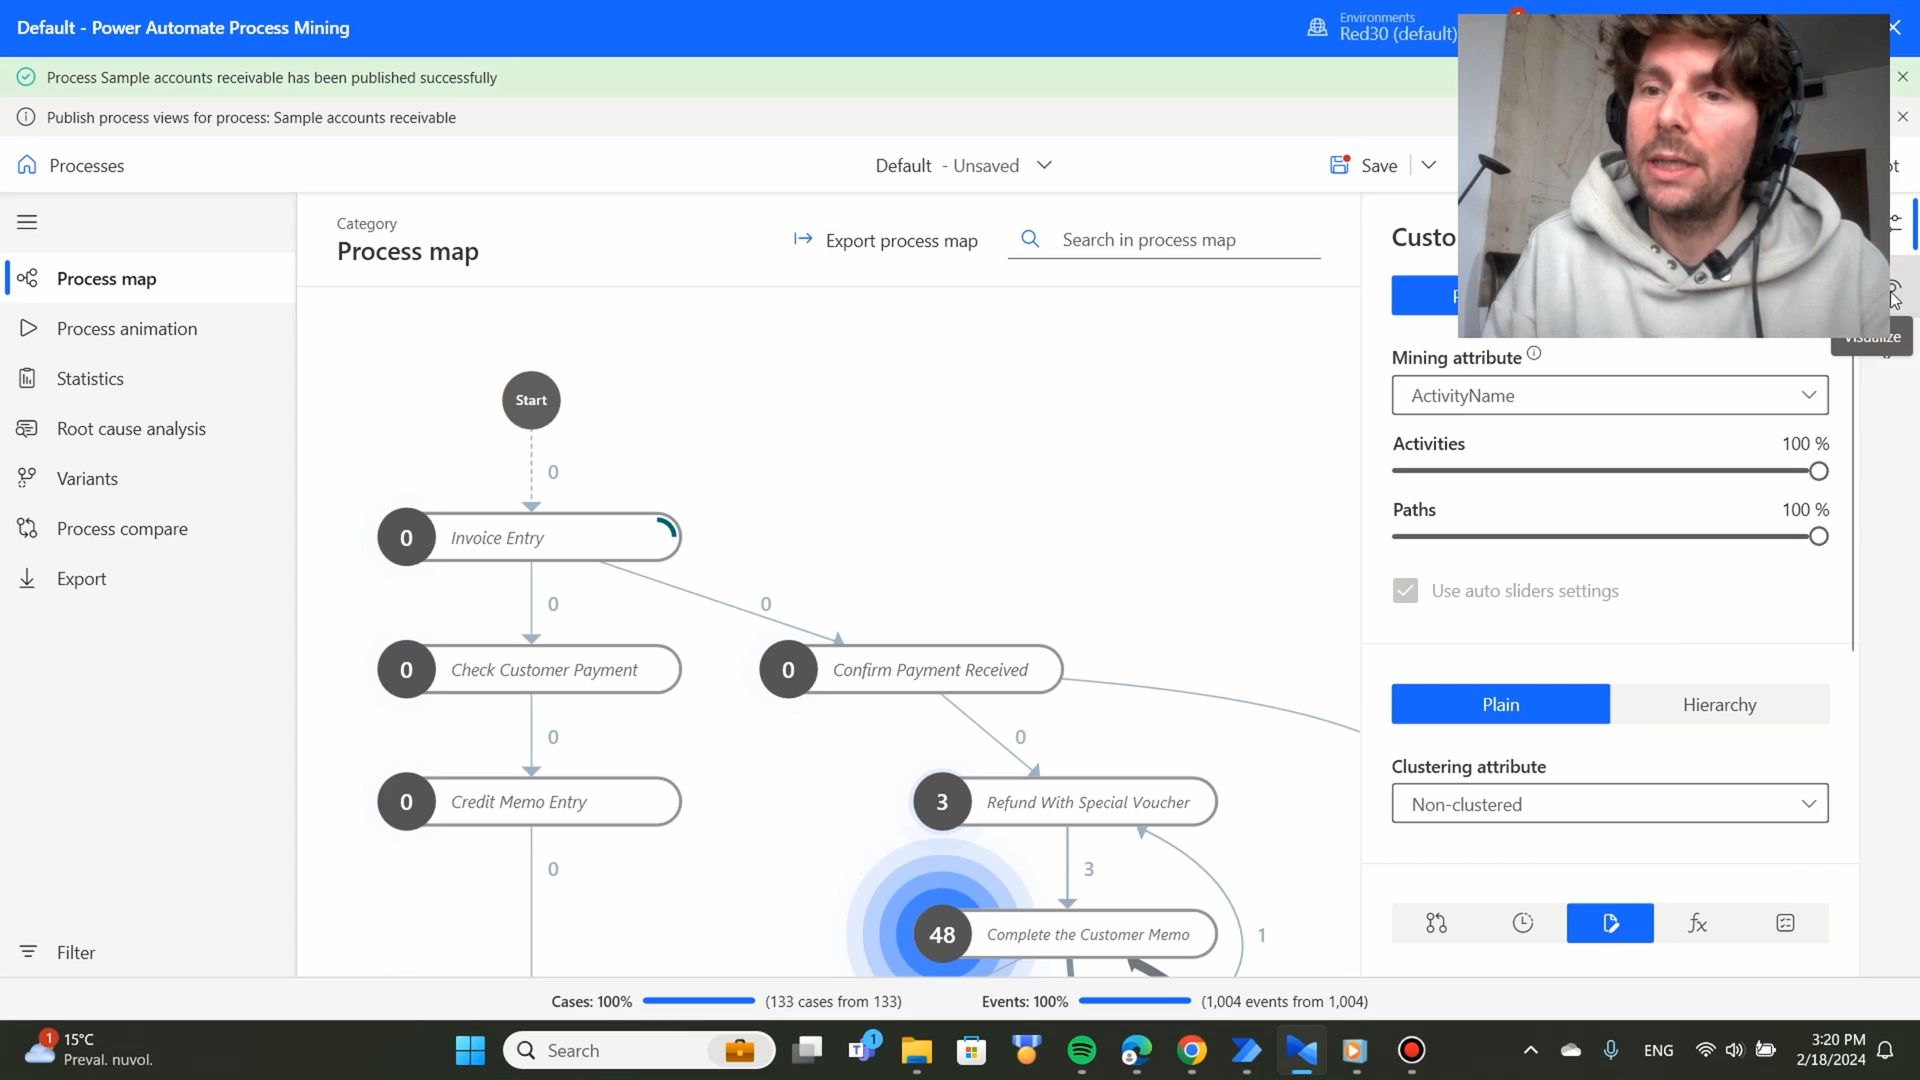 Default - Power Automate Process Mining
Environments
Red30 (default)
Process Sample accounts receivable has been published successfully
Publish process views for process: Sample accounts receivable
Processes
Default - Unsaved
Save
Category
Process map
Export process map
Search in process map
Custo
Process map
Process animation
Statistics
Root cause analysis
Variants
Process compare
Export
Filter
Start
0
0 Invoice Entry
0
0
0 Check Customer Payment
0 Confirm Payment Received
0
0
0 Credit Memo Entry
3 Refund With Special Voucher
0
3
48 Complete the Customer Memo
1
Visualize
Mining attribute
ActivityName
Activities 100 %
Paths 100 %
Use auto sliders settings
Plain
Hierarchy
Clustering attribute
Non-clustered
fx
Cases: 100% (133 cases from 133)
Events: 100% (1,004 events from 1,004)
1
15°C
Preval. nuvol.
Search
T
1
ENG
3:20 PM
2/18/2024